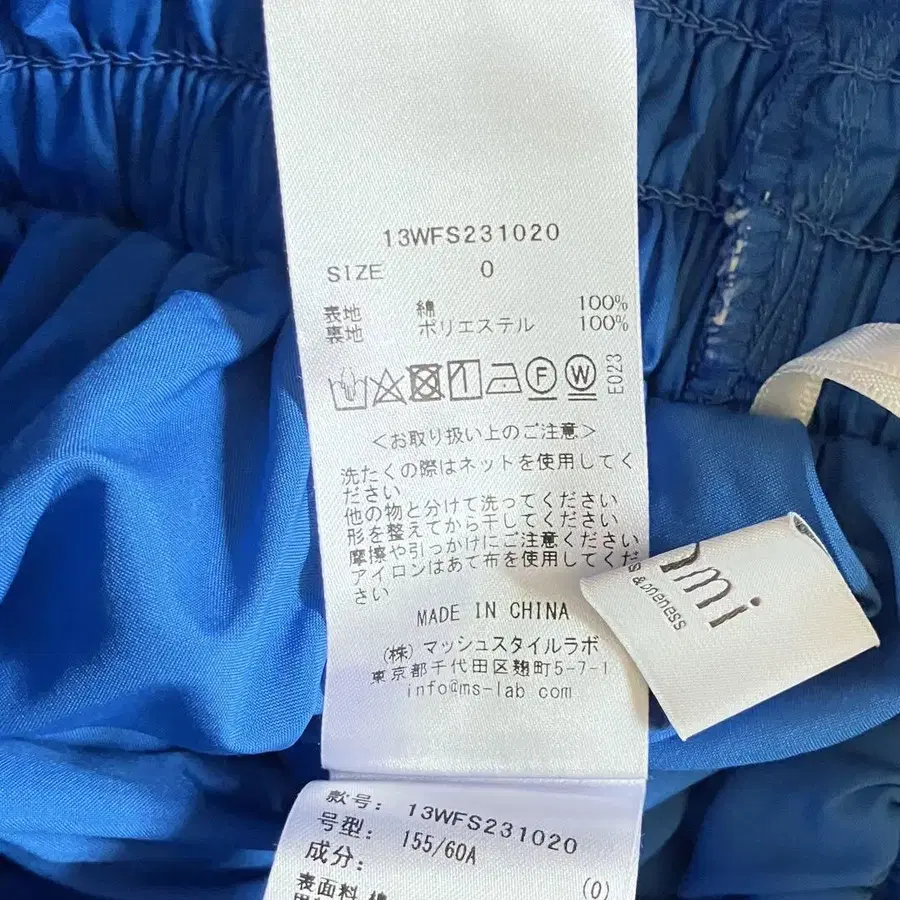 13WFS231020
SIZE 0
表地 綿 100%
裏地 ポリエステル 100%
E023
F W
<お取り扱い上のご注意>
洗たくの際はネットを使用してく
ださい
他の物と分けて洗ってください
形を整えてから干してください
摩擦や引っかけにご注意ください
アイロンはあて布を使用してくだ
さい
MADE IN CHINA
(株)マッシュスタイルラボ
東京都千代田区麹町5-7-1
info@ms-lab com
mi
& oneness
款号: 13WFS231020
号型: 155/60A
成分: (0)
表面料 綿